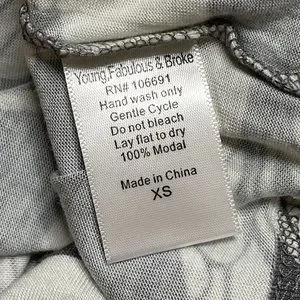 Young, Fabulous & Broke
RN# 106691
Hand wash only
Gentle Cycle
Do not bleach
Lay flat to dry
100% Modal
Made in China
XS